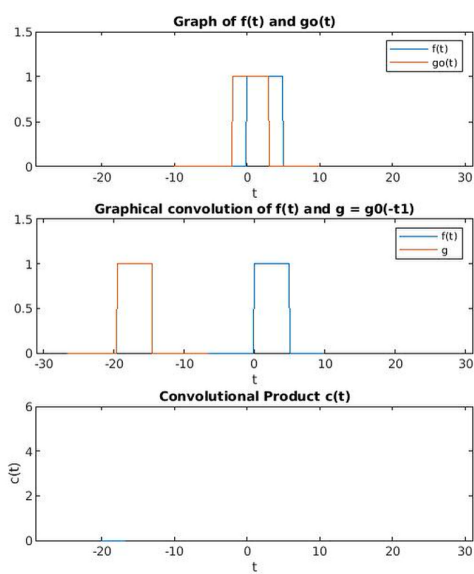 Graph of f(t) and go(t)
1.5
1
0.5
0
f(t)
go(t)
-20 -10 0 10 20 30
t
Graphical convolution of f(t) and g = g0(-t1)
1.5
1
0.5
0
f(t)
g
-30 -20 -10 0 10 20 30
t
Convolutional Product c(t)
6
4
2
0
c(t)
-20 -10 0 10 20 30
t